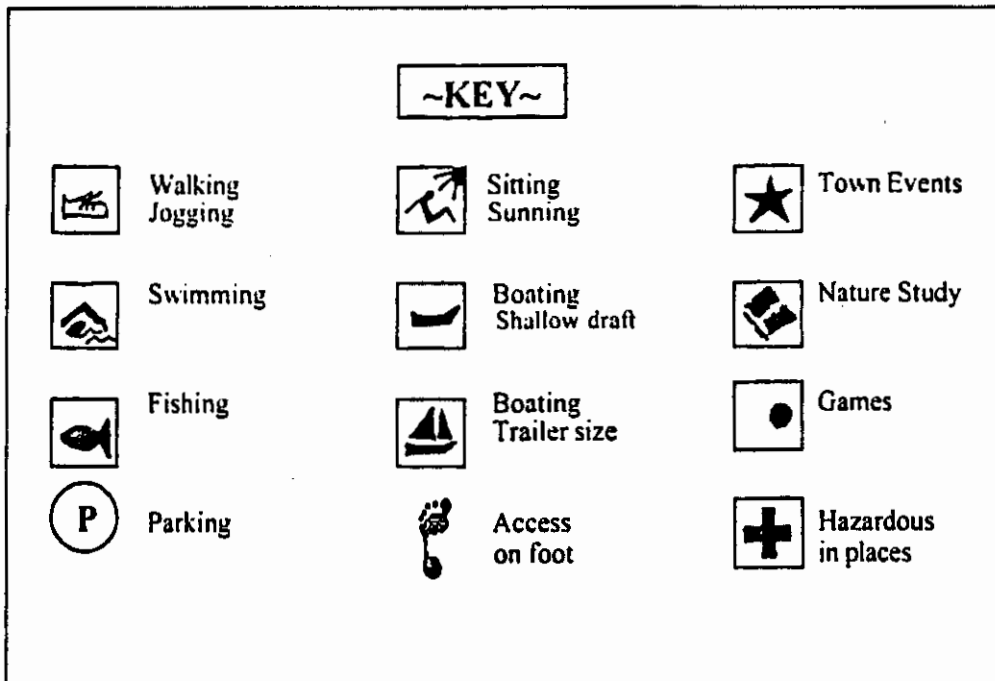 ~KEY~
Walking
Jogging
Sitting
Sunning
Town Events
Swimming
Boating
Shallow draft
Nature Study
Fishing
Boating
Trailer size
Games
P
Parking
Access
on foot
Hazardous
in places